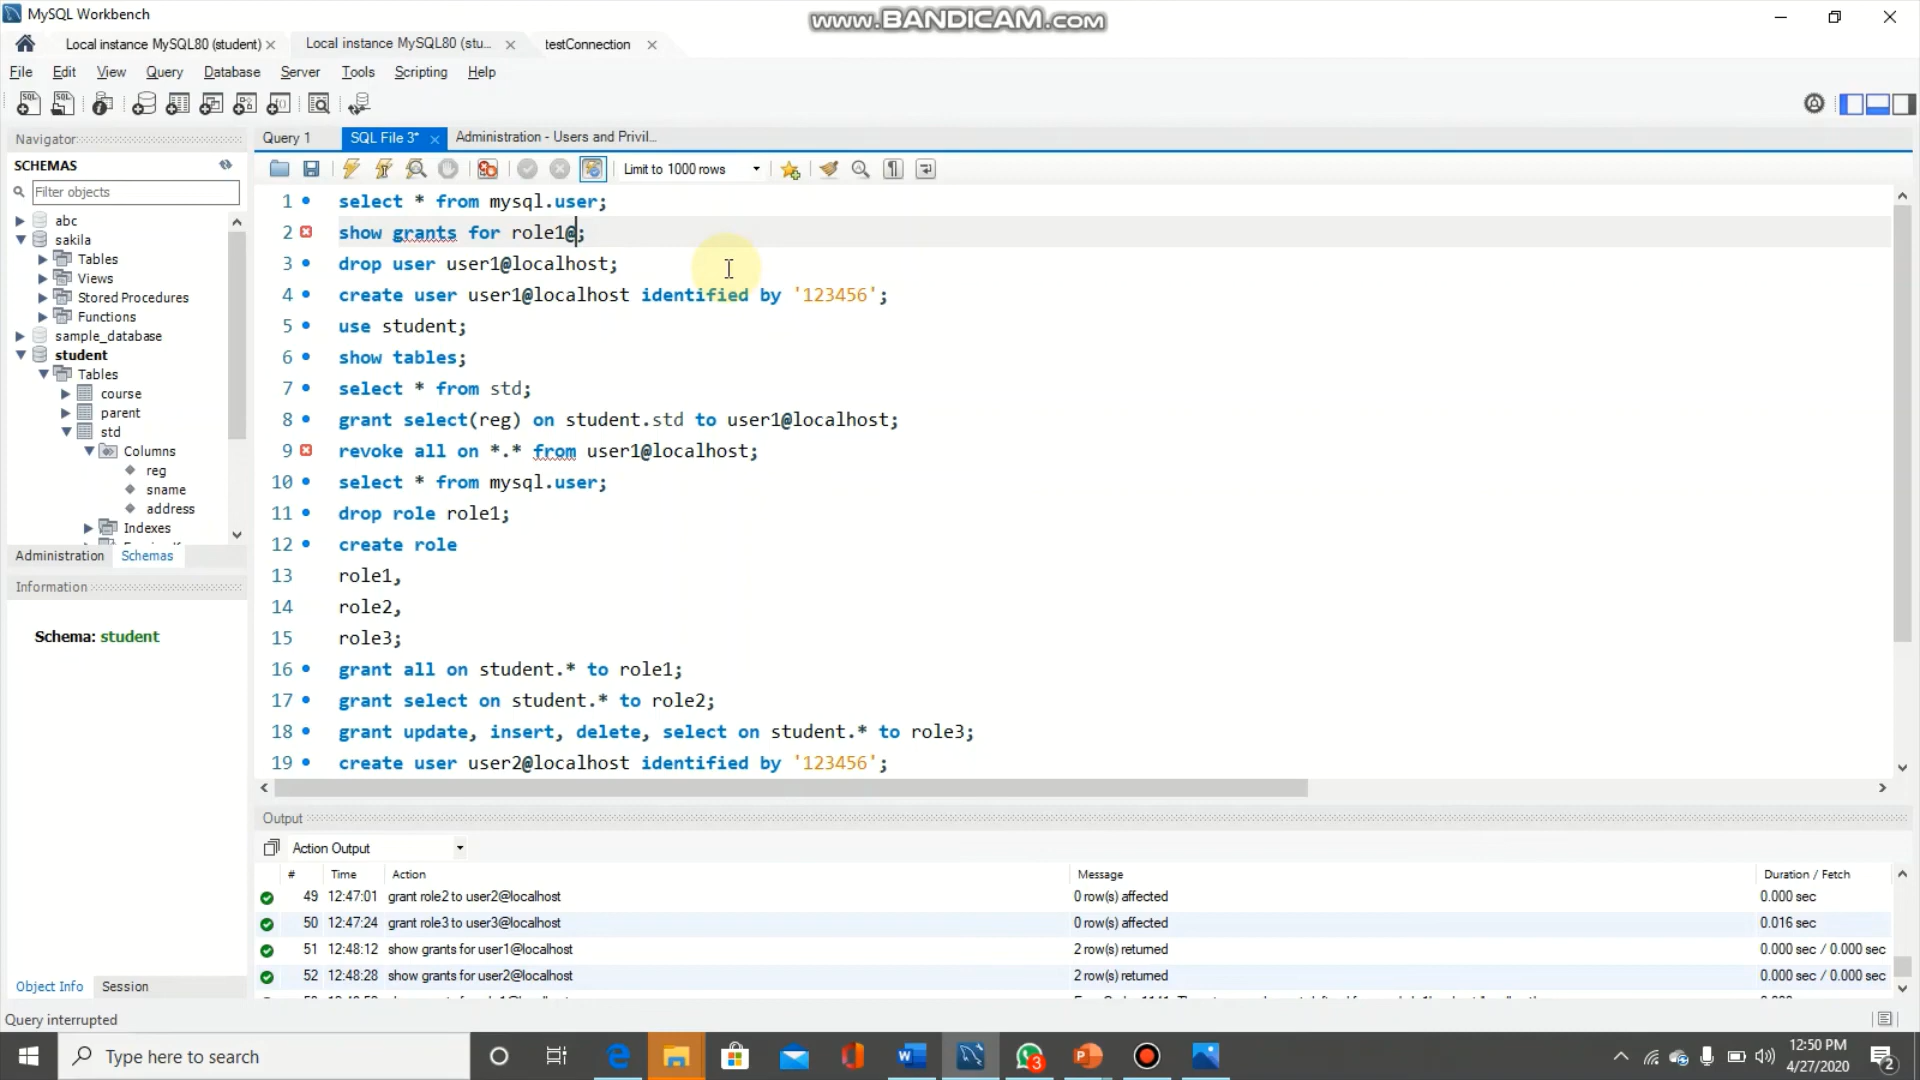 MySQL Workbench
www.BANDICAM.com
Local instance MySQL80 (student)
Local instance MySQL80 (stu...
testConnection
File Edit View Query Database Server Tools Scripting Help
Navigator
Query 1
SQL File 3*
Administration - Users and Privil...
SCHEMAS
Limit to 1000 rows
Filter objects
abc
sakila
Tables
Views
Stored Procedures
Functions
sample_database
student
Tables
course
parent
std
Columns
reg
sname
address
Indexes
Administration Schemas
Information
Schema: student
Object Info Session
1 select * from mysql.user;
2 show grants for role1@;
3 drop user user1@localhost;
4 create user user1@localhost identified by '123456';
5 use student;
6 show tables;
7 select * from std;
8 grant select(reg) on student.std to user1@localhost;
9 revoke all on *.* from user1@localhost;
10 select * from mysql.user;
11 drop role role1;
12 create role
13 role1,
14 role2,
15 role3;
16 grant all on student.* to role1;
17 grant select on student.* to role2;
18 grant update, insert, delete, select on student.* to role3;
19 create user user2@localhost identified by '123456';
Output
Action Output
# Time Action Message Duration / Fetch
49 12:47:01 grant role2 to user2@localhost 0 row(s) affected 0.000 sec
50 12:47:24 grant role3 to user3@localhost 0 row(s) affected 0.016 sec
51 12:48:12 show grants for user1@localhost 2 row(s) returned 0.000 sec / 0.000 sec
52 12:48:28 show grants for user2@localhost 2 row(s) returned 0.000 sec / 0.000 sec
Query interrupted
Type here to search
3
12:50 PM
4/27/2020
2